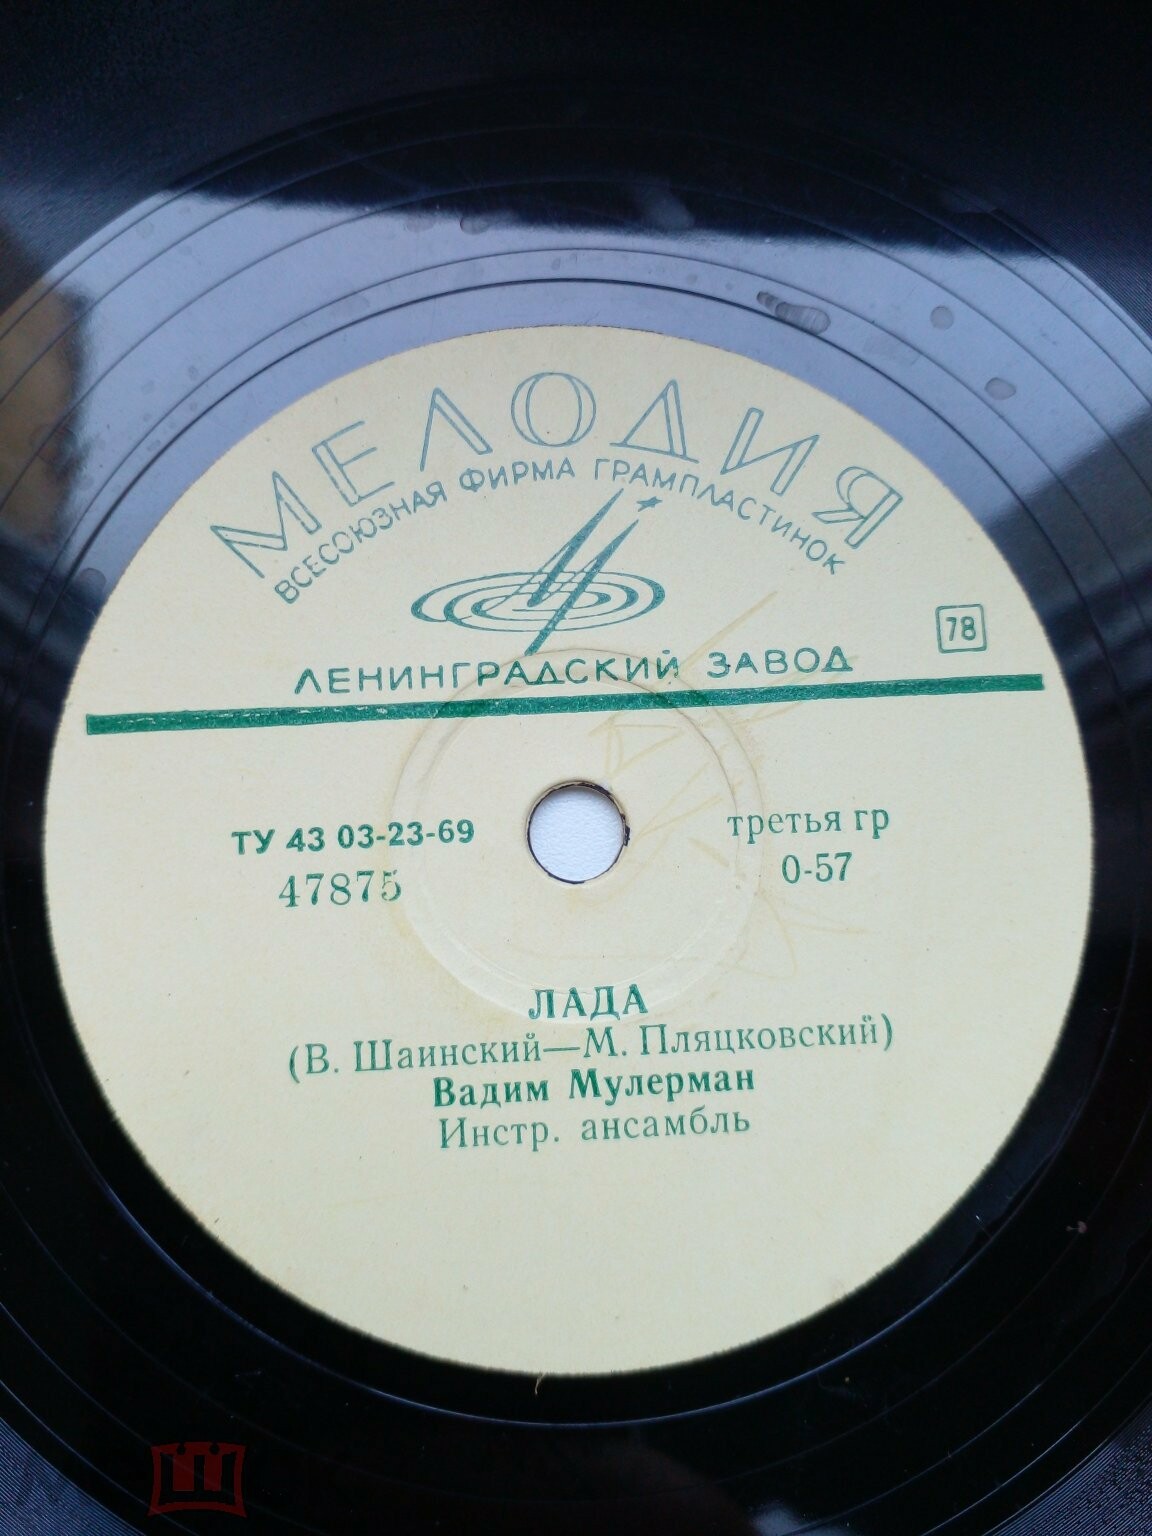 МЕЛОДИЯ
ВСЕСОЮЗНАЯ ФИРМА ГРАМПЛАСТИНОК
78
ЛЕНИНГРАДСКИЙ ЗАВОД
ТУ 43 03-23-69
третья гр
47875
0-57
ЛАДА
(В. Шаинский—М. Пляцковский)
Вадим Мулерман
Инстр. ансамбль